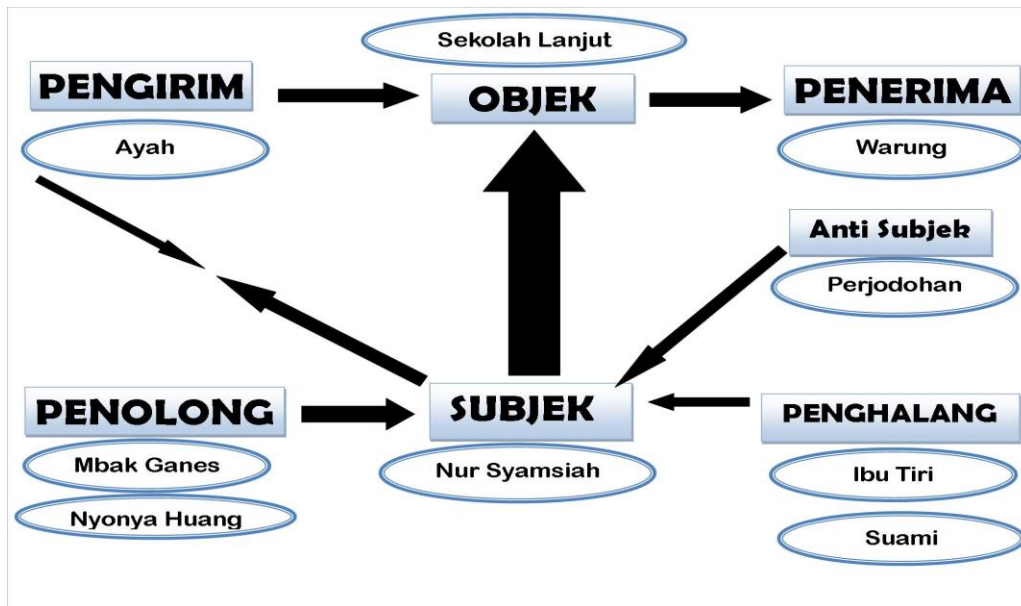 Sekolah Lanjut
PENGIRIM
OBJEK
PENERIMA
Ayah
Warung
Anti Subjek
Perjodohan
PENOLONG
SUBJEK
PENGHALANG
Mbak Ganes
Nur Syamsiah
Ibu Tiri
Nyonya Huang
Suami